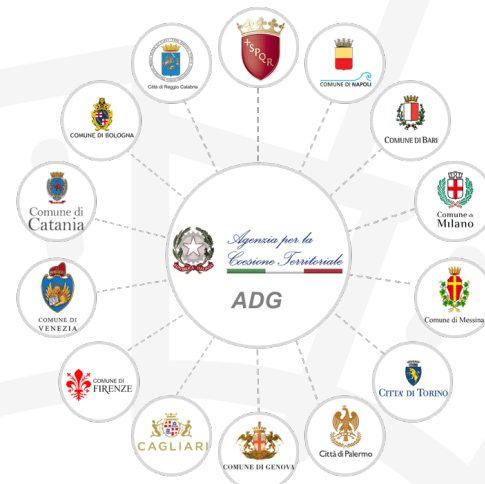 SPQR
COMUNE DI NAPOLI
COMUNE DI BARI
Comune di
Milano
Comune di Messina
CITTA' DI TORINO
Città di Palermo
COMUNE DI GENOVA
CAGLIARI
COMUNE DI
FIRENZE
COMUNE DI
VENEZIA
Comune di
Catania
COMUNE DI BOLOGNA
Città di Reggio Calabria
Agenzia per la
Coesione Territoriale
ADG